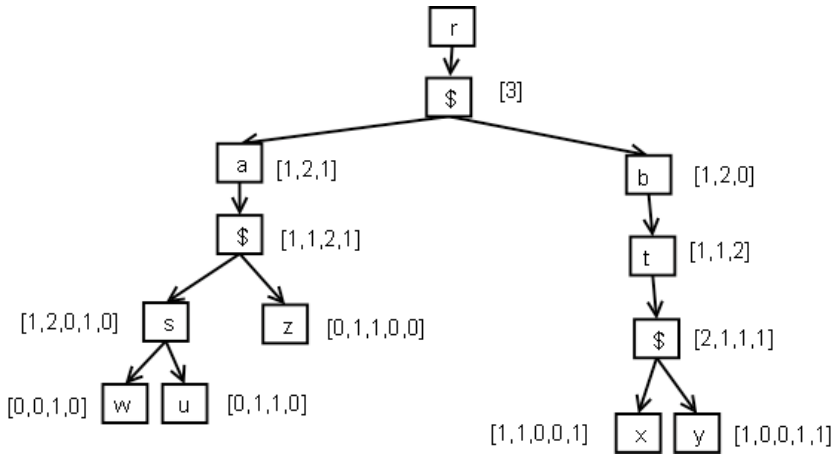 r
$ [3]
a [1,2,1]
b [1,2,0]
$ [1,1,2,1]
t [1,1,2]
[1,2,0,1,0] s
z [0,1,1,0,0]
$ [2,1,1,1]
[0,0,1,0] w
u [0,1,1,0]
[1,1,0,0,1] x
y [1,0,0,1,1]